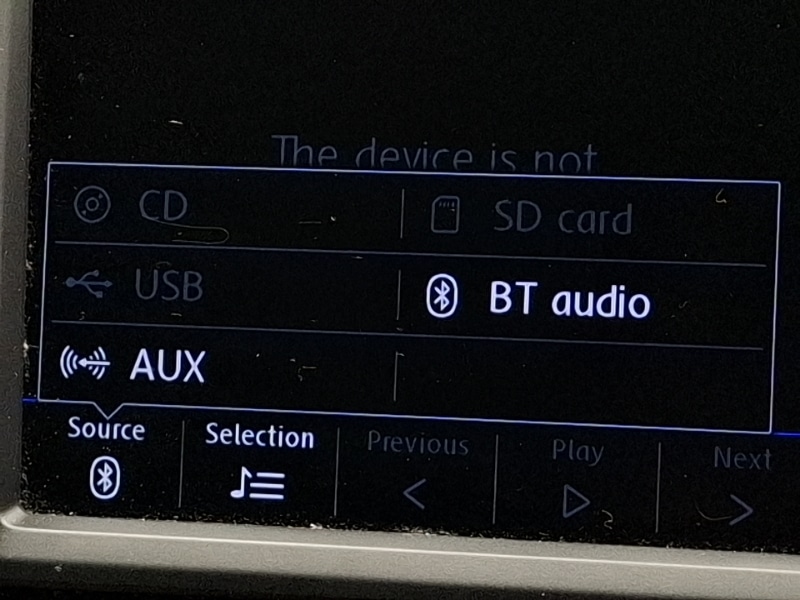 The device is not
CD
SD card
USB
BT audio
AUX
Source
Selection
Previous
Play
Next